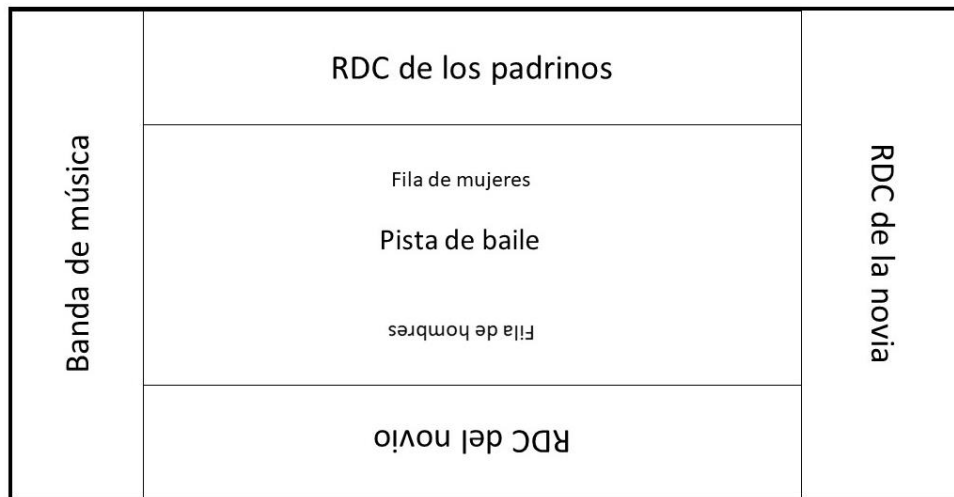 RDC de los padrinos
Banda de música
Fila de mujeres
Pista de baile
RDC de la novia
Fila de hombres
RDC del novio